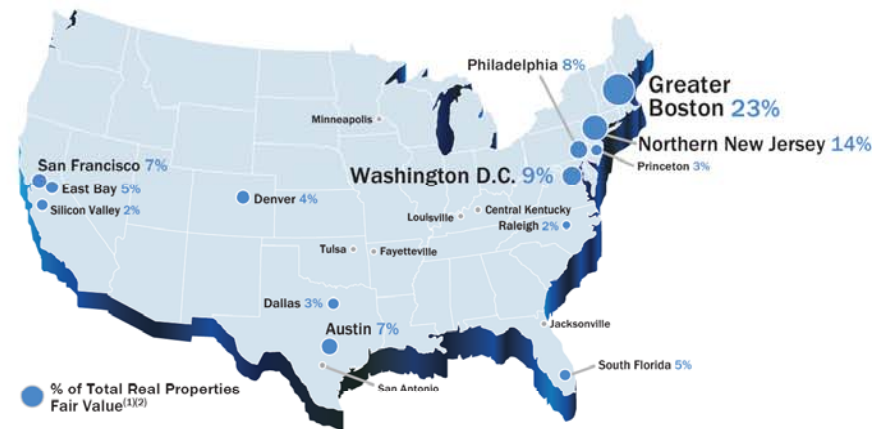 Philadelphia 8%
Greater
Boston 23%
Minneapolis
Northern New Jersey 14%
Princeton 3%
San Francisco 7%
Washington D.C. 9%
East Bay 5%
Denver 4%
Silicon Valley 2%
Louisville
Central Kentucky
Raleigh 2%
Tulsa
Fayetteville
Dallas 3%
Jacksonville
Austin 7%
South Florida 5%
San Antonio
% of Total Real Properties
Fair Value(1)(2)